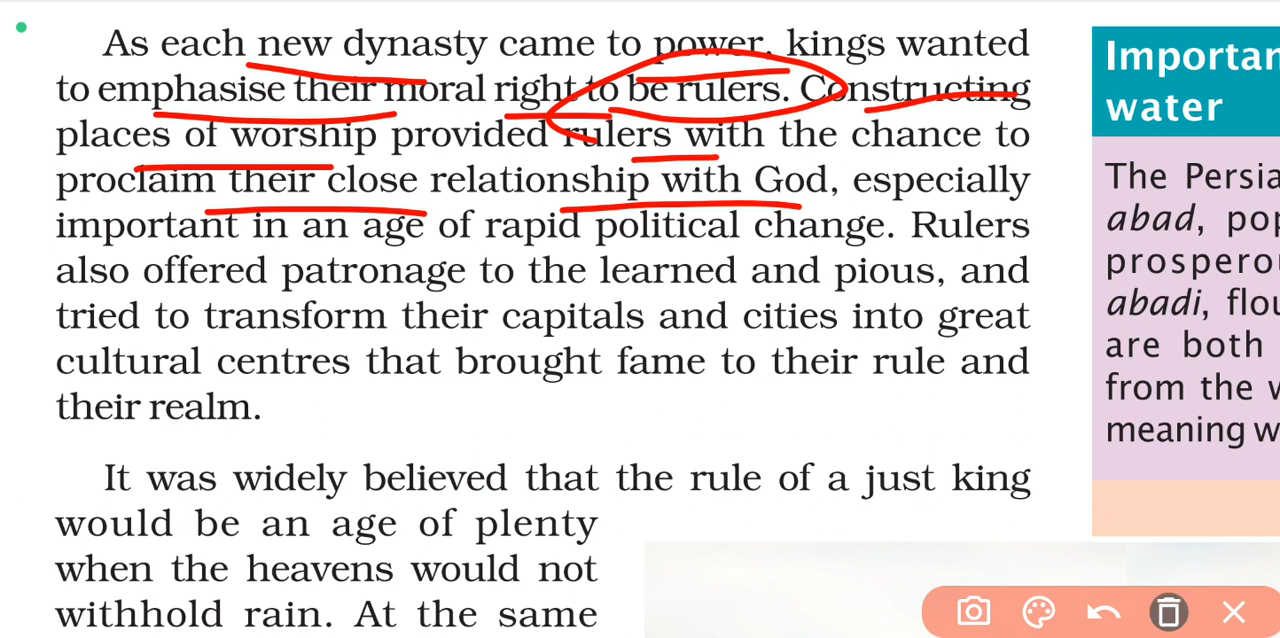 As each new dynasty came to power, kings wanted
to emphasise their moral right to be rulers. Constructing
places of worship provided rulers with the chance to
proclaim their close relationship with God, especially
important in an age of rapid political change. Rulers
also offered patronage to the learned and pious, and
tried to transform their capitals and cities into great
cultural centres that brought fame to their rule and
their realm.
It was widely believed that the rule of a just king
would be an age of plenty
when the heavens would not
withhold rain. At the same
Importan
water
The Persia
abad, pop
prosperou
abadi, flou
are both
from the w
meaning w